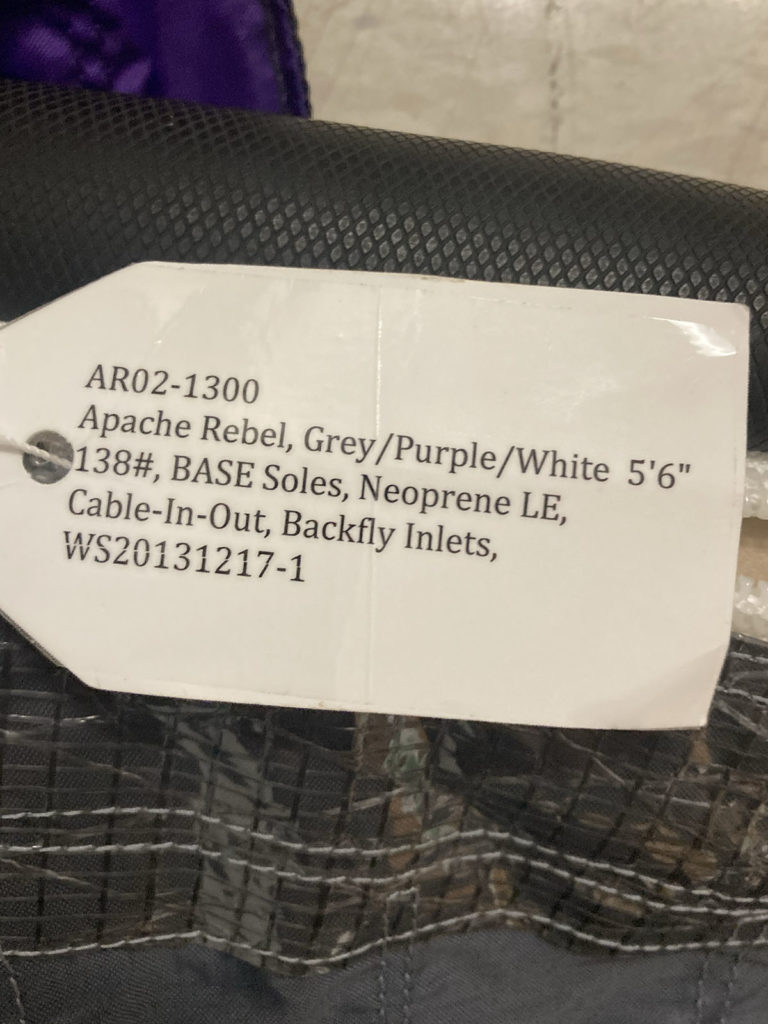 AR02-1300
Apache Rebel, Grey/Purple/White 5'6"
138#, BASE Soles, Neoprene LE,
Cable-In-Out, Backfly Inlets,
WS20131217-1